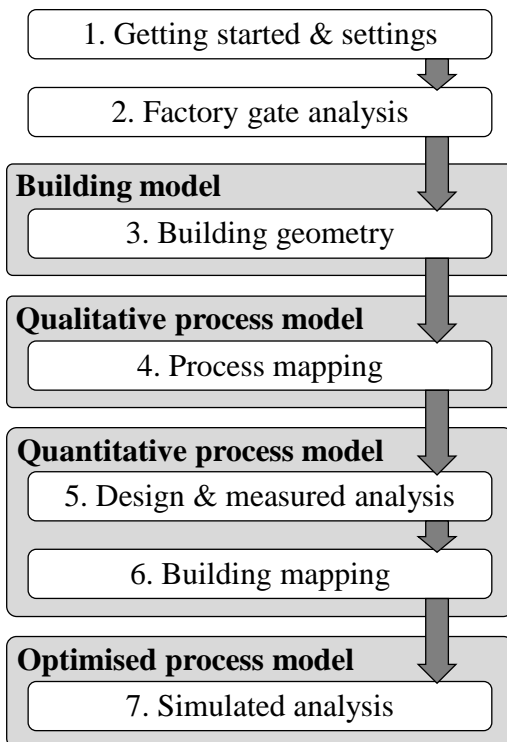 1. Getting started & settings
2. Factory gate analysis
Building model
3. Building geometry
Qualitative process model
4. Process mapping
Quantitative process model
5. Design & measured analysis
6. Building mapping
Optimised process model
7. Simulated analysis